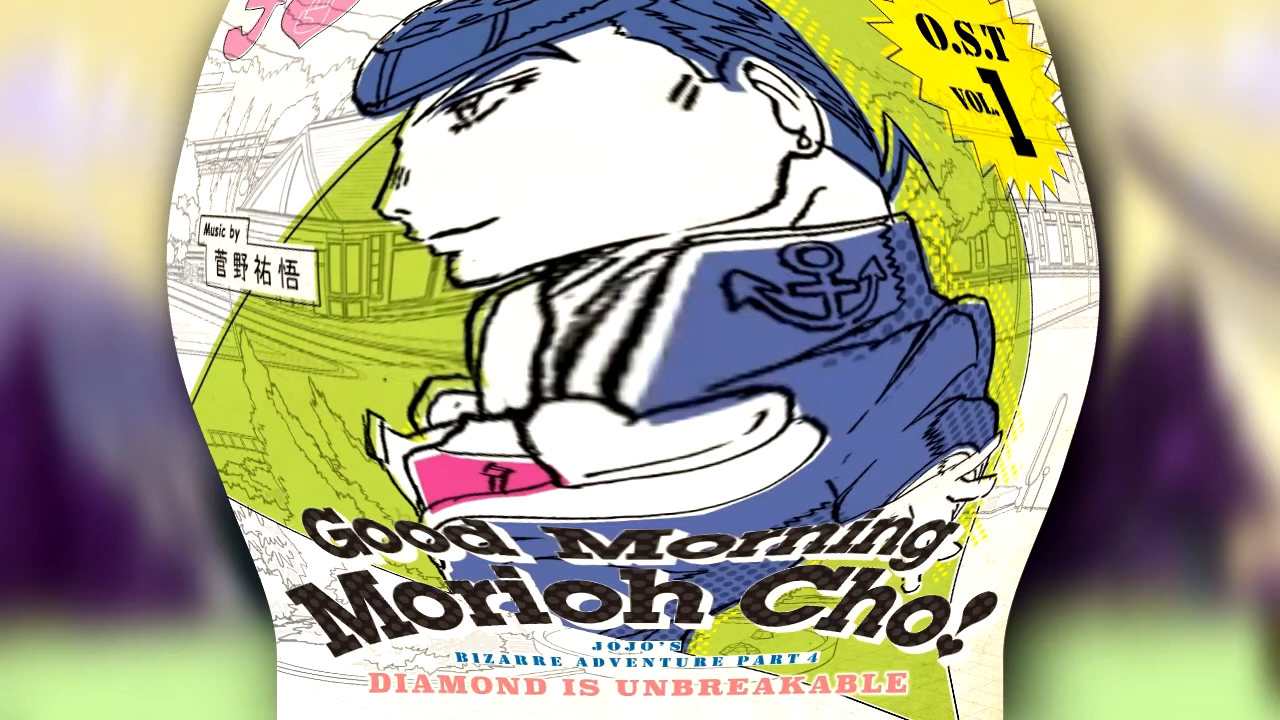 O.S.T
VOL.1
Music by
菅野祐悟
Good Morning
Morioh Cho!
JOJO'S
BIZARRE ADVENTURE PART 4
DIAMOND IS UNBREAKABLE